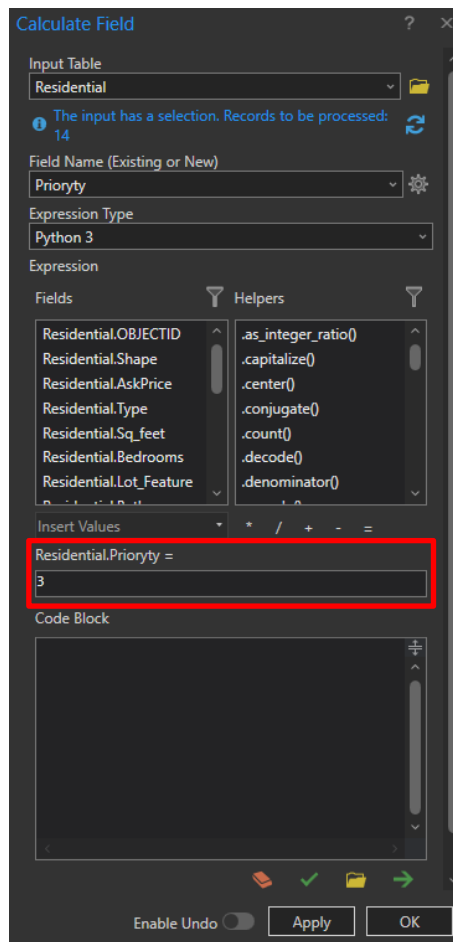 Calculate Field ? ×
Input Table
Residential
The input has a selection. Records to be processed:
14
Field Name (Existing or New)
Prioryty
Expression Type
Python 3
Expression
Fields
Residential.OBJECTID
Residential.Shape
Residential.AskPrice
Residential.Type
Residential.Sq_feet
Residential.Bedrooms
Residential.Lot_Feature
Helpers
.as_integer_ratio()
.capitalize()
.center()
.conjugate()
.count()
.decode()
.denominator()
Insert Values * / + - =
Residential.Prioryty =
3
Code Block
Enable Undo Apply OK